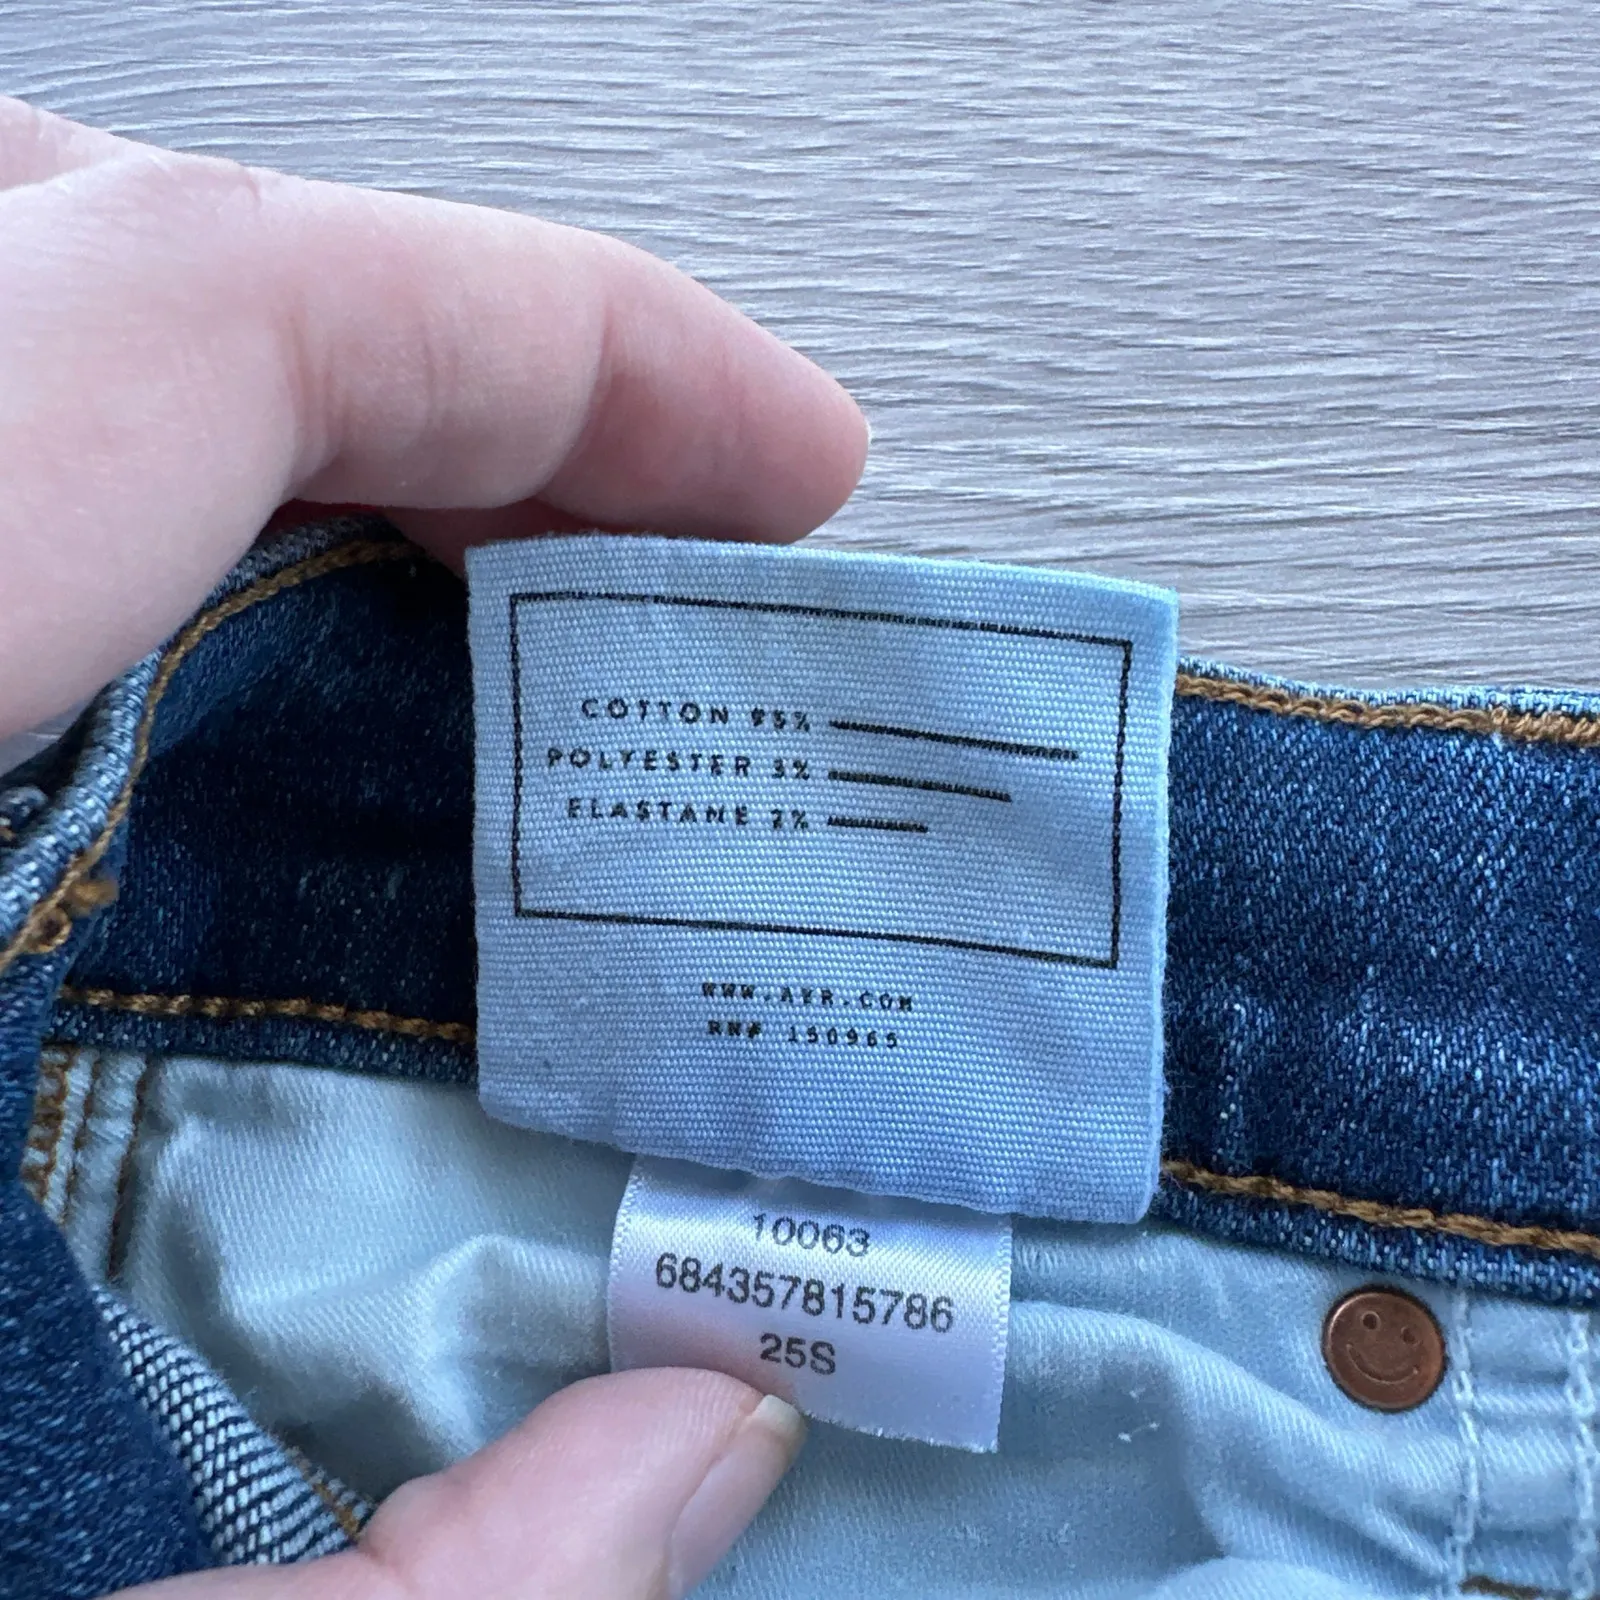 COTTON 95%
POLYESTER 3%
ELASTANE 2%
WWW.AYR.COM
RN# 150965
10063
684357815786
25S